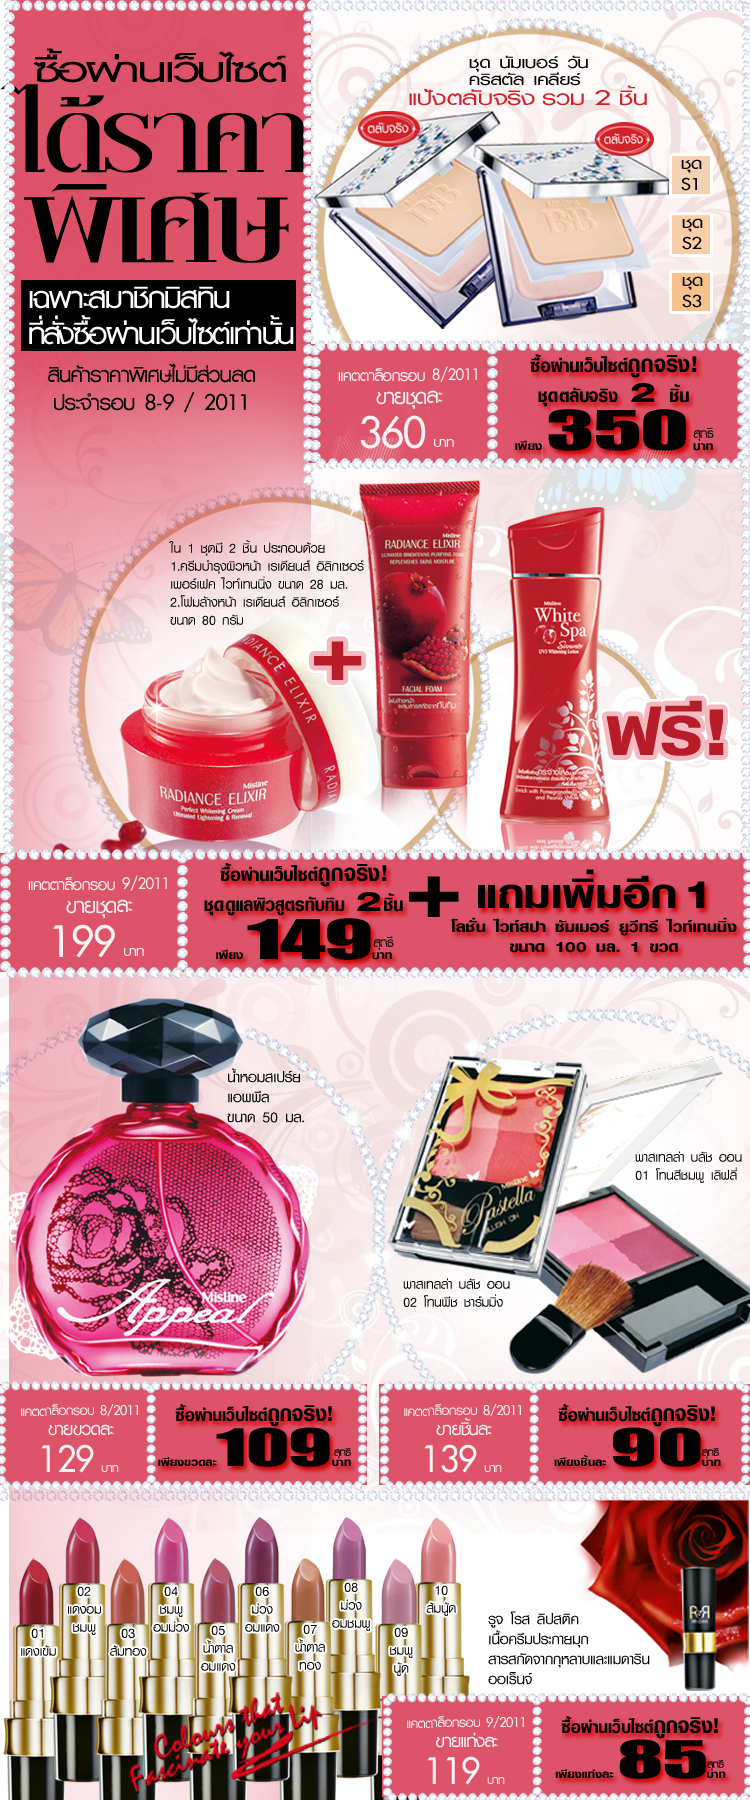 ซื้อผ่านเว็บไซต์
ได้ราคา
พิเศษ
เฉพาะสมาชิกมิสทิน
ที่สั่งซื้อผ่านเว็บไซต์เท่านั้น
สินค้าราคาพิเศษไม่มีส่วนลด
ประจำรอบ 8-9 / 2011
ชุด นัมเบอร์ วัน
คริสตัล เคลียร์
แป้งตลับจริง รวม 2 ชิ้น
ตลับจริง
ตลับจริง
BB
BB
ชุด
S1
ชุด
S2
ชุด
S3
แคตตาล็อกรอบ 8/2011
ขายชุดละ
360 บาท
ซื้อผ่านเว็บไซต์ถูกจริง!
ชุดตลับจริง 2 ชิ้น
เพียง 350 สุทธิ บาท
ใน 1 ชุดมี 2 ชิ้น ประกอบด้วย
1.ครีมบำรุงผิวหน้า เรเดียนส์ อิลิกเซอร์
เพอร์เฟค ไวท์เทนนิ่ง ขนาด 28 มล.
2.โฟมล้างหน้า เรเดียนส์ อิลิกเซอร์
ขนาด 80 กรัม
+
RADIANCE ELIXIR
Mistine
RADIANCE ELIXIR
Perfect Whitening Cream
Ultimated Lightening & Renewal
Mistine
RADIANCE ELIXIR
ULTIMATED BRIGHTENING PURIFYING FOAM
REPLENISHES SKINS MOISTURE
FACIAL FOAM
Mistine
White
Spa
Summer
UV3 Whitening Lotion
Enrich with Pomegranate
ฟรี!
แคตตาล็อกรอบ 9/2011
ขายชุดละ
199 บาท
ซื้อผ่านเว็บไซต์ถูกจริง!
ชุดดูแลผิวสูตรทับทิม 2 ชิ้น
เพียง 149 สุทธิ บาท
+ แถมเพิ่มอีก 1
โลชั่น ไวท์สปา ซัมเมอร์ ยูวีทรี ไวท์เทนนิ่ง
ขนาด 100 มล. 1 ขวด
น้ำหอมสเปร์ย
แอพพีล
ขนาด 50 มล.
Mistine
Appeal
Mistine
Pastella
BLUSH ON
พาสเทลล่า บลัช ออน
01 โทนสีชมพู เลิฟลี่
พาสเทลล่า บลัช ออน
02 โทนพีช ชาร์มมิ่ง
แคตตาล็อกรอบ 8/2011
ขายขวดละ
129 บาท
ซื้อผ่านเว็บไซต์ถูกจริง!
เพียงขวดละ 109 สุทธิ บาท
แคตตาล็อกรอบ 8/2011
ขายชิ้นละ
139 บาท
ซื้อผ่านเว็บไซต์ถูกจริง!
เพียงชิ้นละ 90 สุทธิ บาท
01
แดงเข้ม
02
แดงอม
ชมพู
03
ส้มทอง
04
ชมพู
อมม่วง
05
น้ำตาล
อมแดง
06
ม่วง
อมแดง
07
น้ำตาล
ทอง
08
ม่วง
อมชมพู
09
ชมพู
นู้ด
10
ส้มนู้ด
Colours that
Fascinate your Lip
รูจ โรส ลิปสติค
เนื้อครีมประกายมุก
สารสกัดจากกุหลาบและแมดาริน
ออเร็นจ์
แคตตาล็อกรอบ 9/2011
ขายแท่งละ
119 บาท
ซื้อผ่านเว็บไซต์ถูกจริง!
เพียงแท่งละ 85 สุทธิ บาท